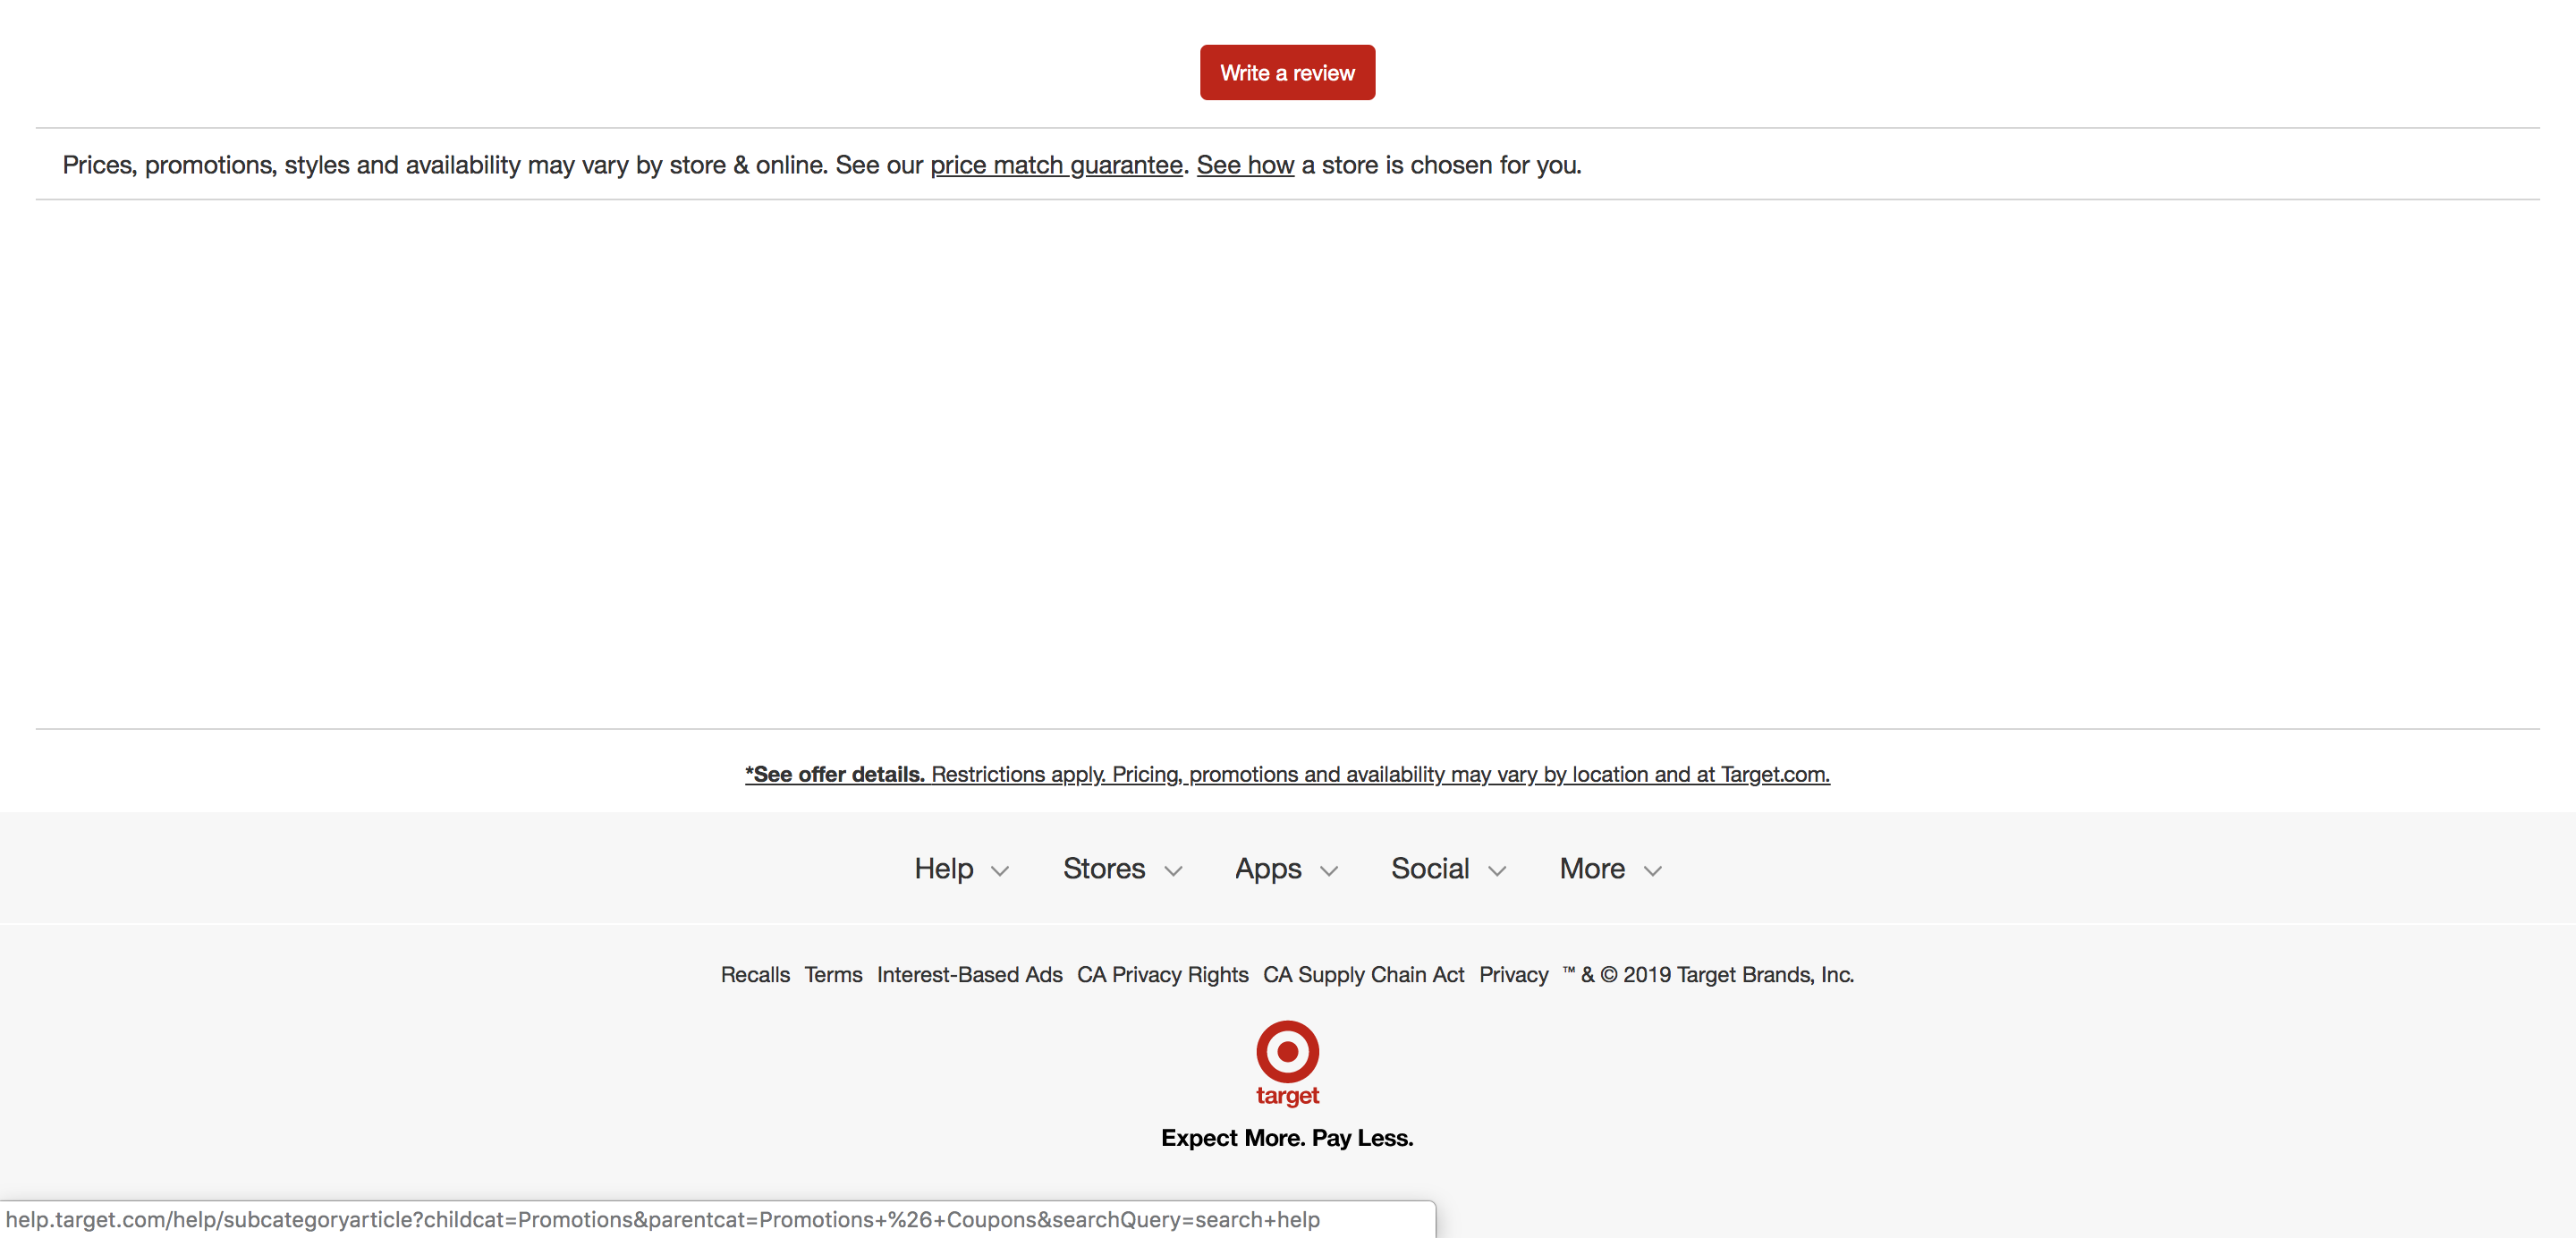 Write a review
Prices, promotions, styles and availability may vary by store & online. See our price match guarantee. See how a store is chosen for you.
*See offer details. Restrictions apply. Pricing, promotions and availability may vary by location and at Target.com.
Help Stores Apps Social More
Recalls Terms Interest-Based Ads CA Privacy Rights CA Supply Chain Act Privacy ™ & © 2019 Target Brands, Inc.
target
Expect More. Pay Less.
help.target.com/help/subcategoryarticle?childcat=Promotions&parentcat=Promotions+%26+Coupons&searchQuery=search+help